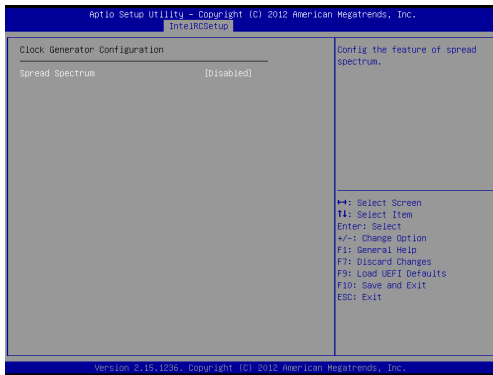 Aptio Setup Utility – Copyright (C) 2012 American Megatrends, Inc.
IntelRCSetup
Clock Generator Configuration
Spread Spectrum [Disabled]
Config the feature of spread
spectrum.
↔: Select Screen
↑↓: Select Item
Enter: Select
+/-: Change Option
F1: General Help
F7: Discard Changes
F9: Load UEFI Defaults
F10: Save and Exit
ESC: Exit
Version 2.15.1236. Copyright (C) 2012 American Megatrends, Inc.